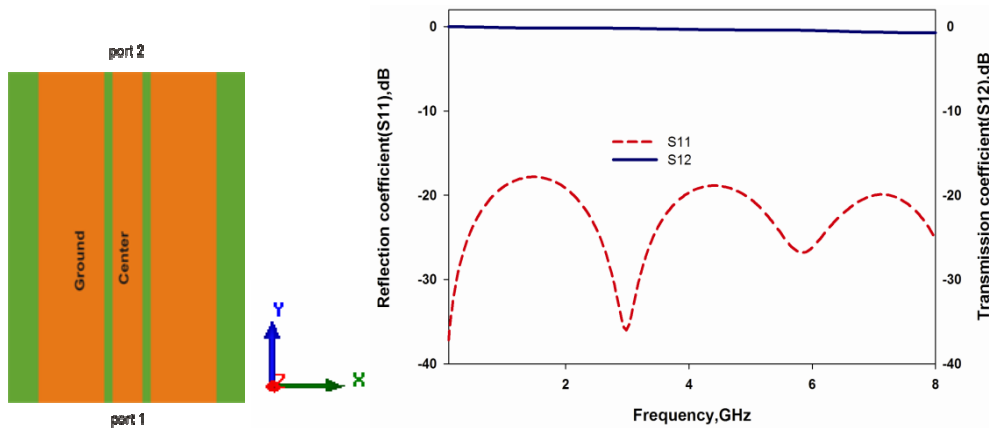 port 2
Ground
Center
port 1
Y
Z
X
Reflection coefficient(S11),dB
0
-10
-20
-30
-40
S11
S12
2
4
6
8
Frequency,GHz
0
-10
-20
-30
-40
Transmission coefficient(S12),dB